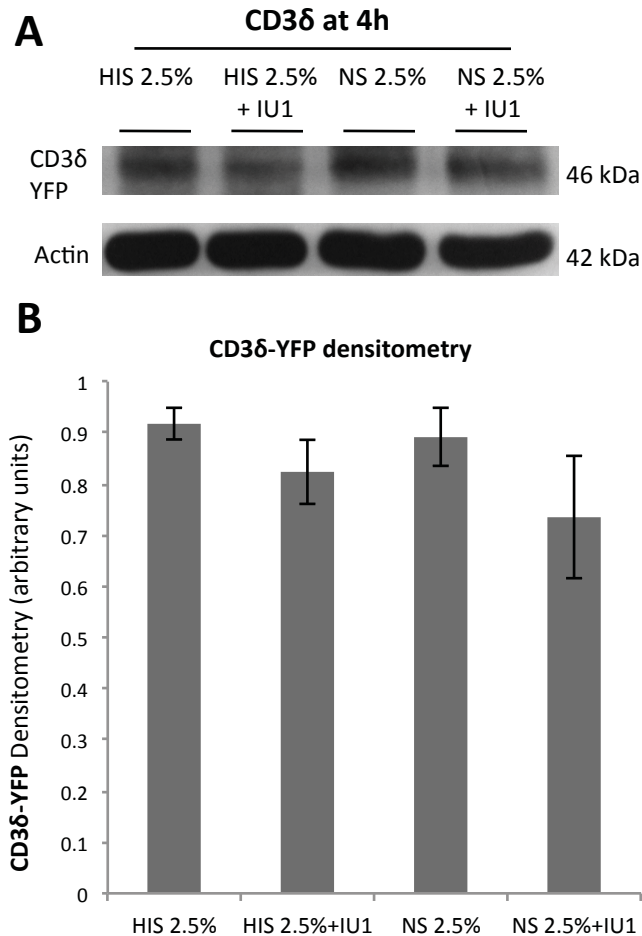 A
CD3δ at 4h
HIS 2.5% HIS 2.5% NS 2.5% NS 2.5%
+ IU1 + IU1
CD3δ
YFP
46 kDa
Actin
42 kDa
B
CD3δ-YFP densitometry
CD3δ-YFP Densitometry (arbitrary units)
1
0.9
0.8
0.7
0.6
0.5
0.4
0.3
0.2
0.1
0
HIS 2.5% HIS 2.5%+IU1 NS 2.5% NS 2.5%+IU1